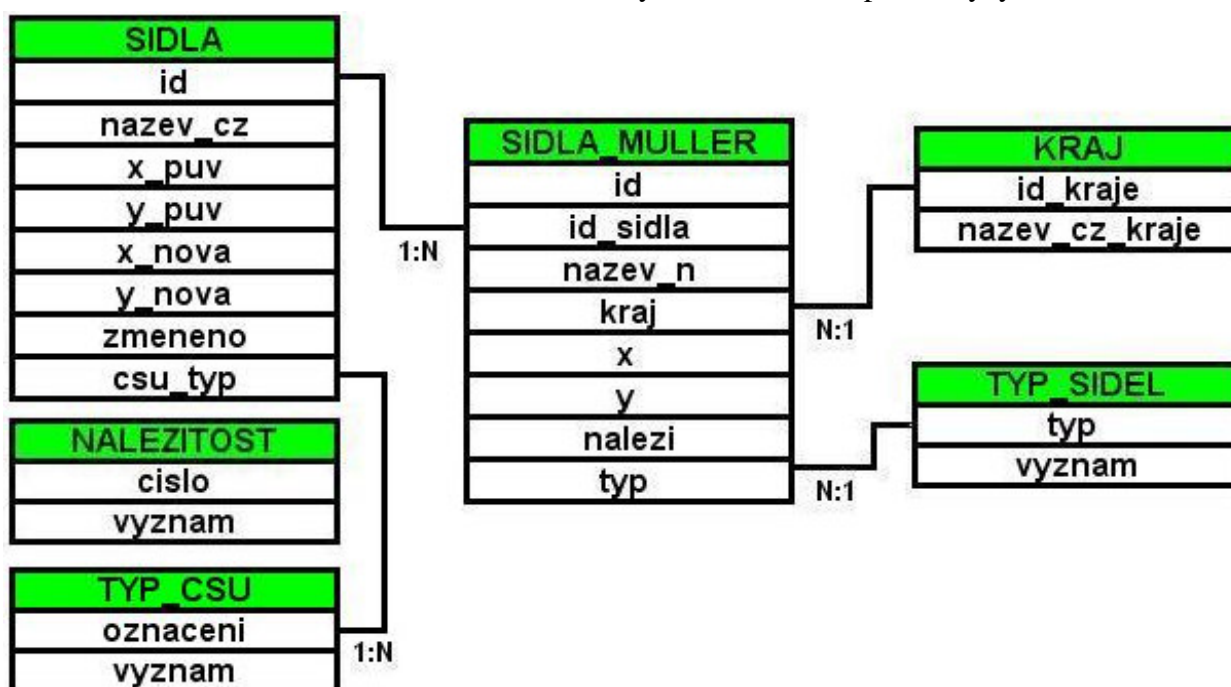 SIDLA
id
nazev_cz
x_puv
y_puv
x_nova
y_nova
zmeneno
csu_typ
NALEZITOST
cislo
vyznam
TYP_CSU
oznaceni
vyznam
1:N
1:N
SIDLA_MULLER
id
id_sidla
nazev_n
kraj
x
y
nalezi
typ
N:1
N:1
KRAJ
id_kraje
nazev_cz_kraje
TYP_SIDEL
typ
vyznam